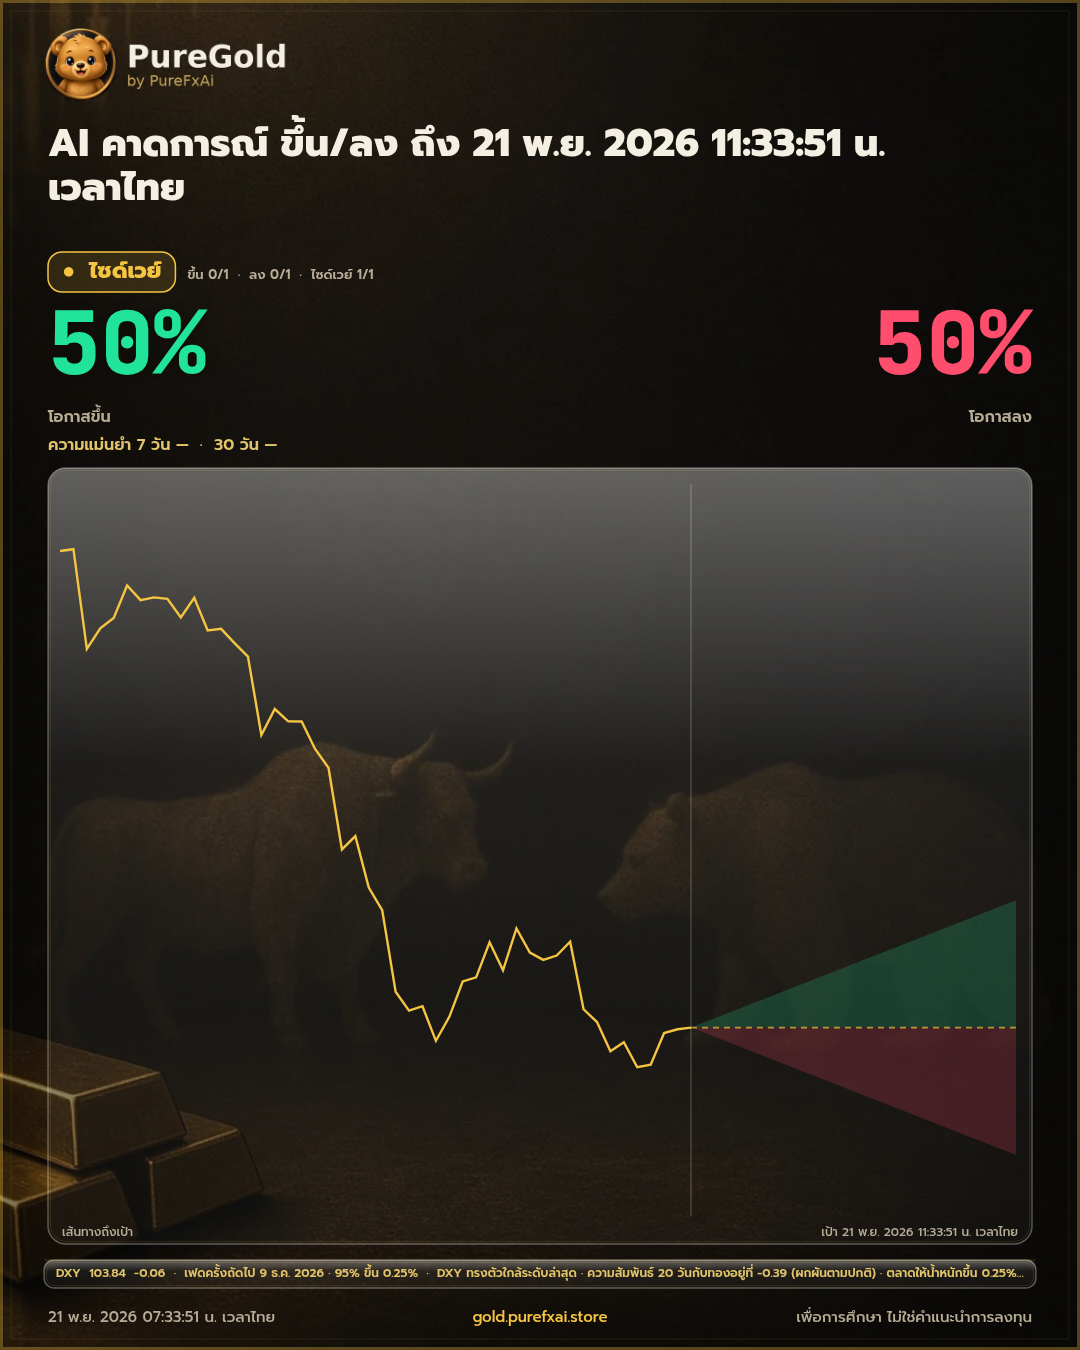 PureGold
by PureFxAi
AI คาดการณ์ ขึ้น/ลง ถึง 21 พ.ย. 2026 11:33:51 น.
เวลาไทย
ไซด์เวย์ ขึ้น 0/1 · ลง 0/1 · ไซด์เวย์ 1/1
50% 50%
โอกาสขึ้น โอกาสลง
ความแม่นยำ 7 วัน — · 30 วัน —
เส้นทางถึงเป้า เป้า 21 พ.ย. 2026 11:33:51 น. เวลาไทย
DXY 103.84 -0.06 · เฟดครั้งถัดไป 9 ธ.ค. 2026 · 95% ขึ้น 0.25% · DXY ทรงตัวใกล้ระดับล่าสุด · ความสัมพันธ์ 20 วันกับทองอยู่ที่ -0.39 (ผกผันตามปกติ) · ตลาดให้น้ำหนักขึ้น 0.25%...
21 พ.ย. 2026 07:33:51 น. เวลาไทย gold.purefxai.store เพื่อการศึกษา ไม่ใช่คำแนะนำการลงทุน